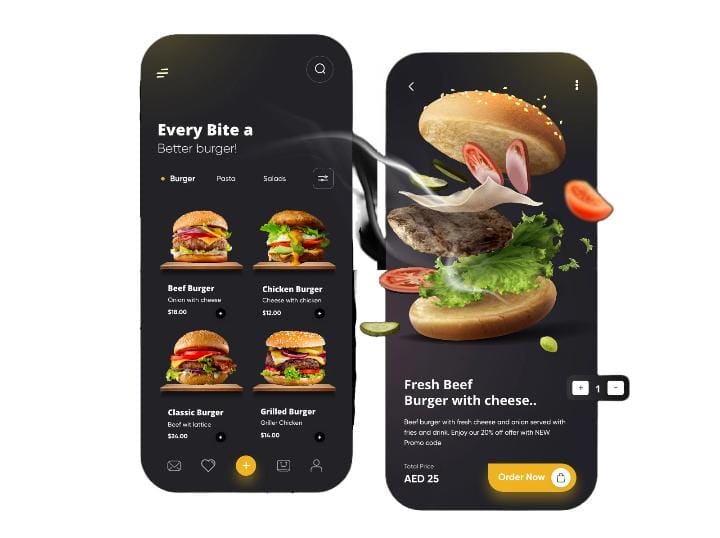 Every Bite a
Better burger!
Burger Pasta Salads
Beef Burger
Onion with cheese
$18.00
Chicken Burger
Cheese with chicken
$12.00
Classic Burger
Beef wit lattice
$24.00
Grilled Burger
Griller Chicken
$14.00
Fresh Beef
Burger with cheese..
+ 1 -
Beef burger with fresh cheese and onion served with
fries and drink. Enjoy our 20% off offer with NEW
Promo code
Total Price
AED 25
Order Now